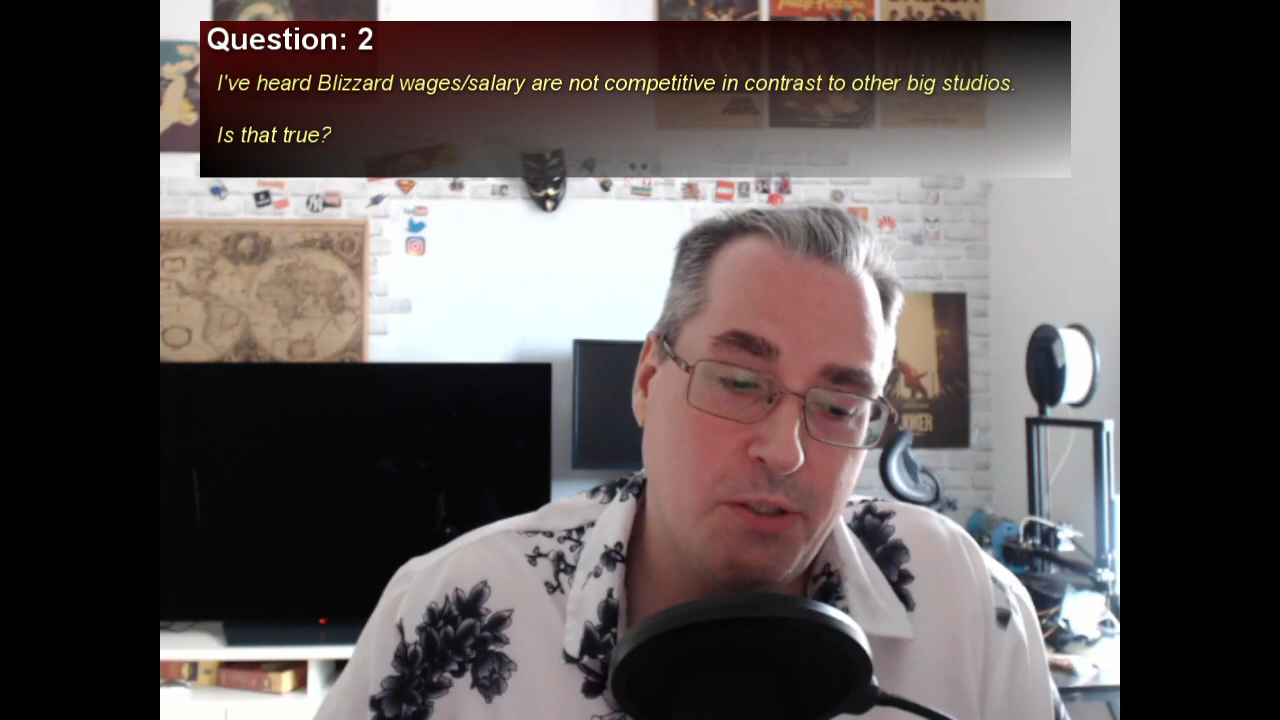 Question: 2
I've heard Blizzard wages/salary are not competitive in contrast to other big studios.
Is that true?
JOKER